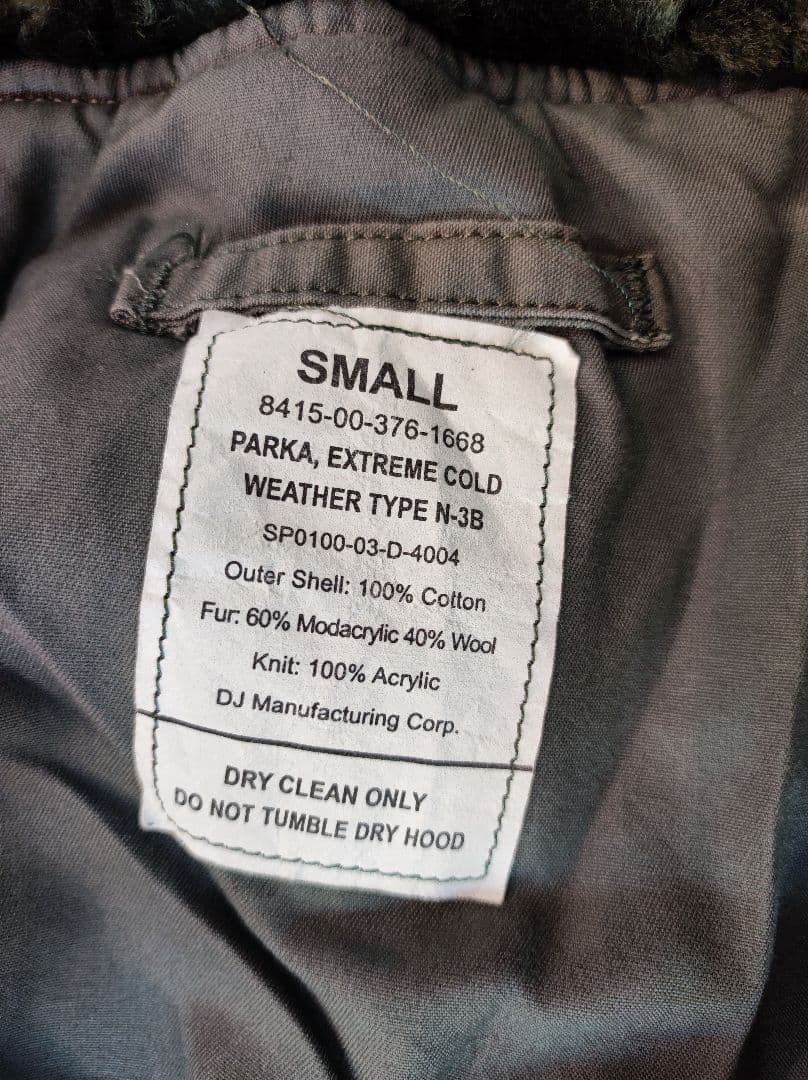 SMALL
8415-00-376-1668
PARKA, EXTREME COLD
WEATHER TYPE N-3B
SP0100-03-D-4004
Outer Shell: 100% Cotton
Fur: 60% Modacrylic 40% Wool
Knit: 100% Acrylic
DJ Manufacturing Corp.
DRY CLEAN ONLY
DO NOT TUMBLE DRY HOOD